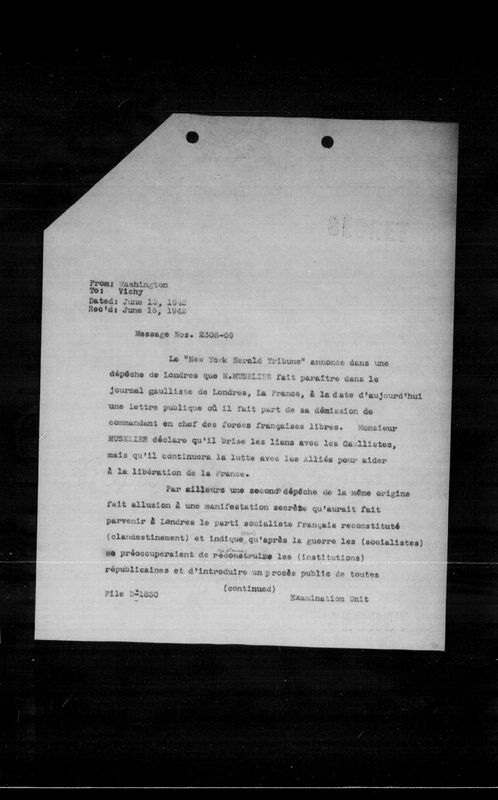 SECRET
From: Washington
To: Vichy
Dated: June 15, 1942
Rec'd: June 18, 1942
Message Nos. 2308-09
Le "New York Herald Tribune" annonce dans une
dépêche de Londres que M.MUSELIER fait paraître dans le
journal gaulliste de Londres, La France, à la date d'aujourd'hui
une lettre publique où il fait part de sa démission de
commandant en chef des forces françaises libres. Monsieur
MUSELIER déclare qu'il brise les liens avec les Gaullistes,
mais qu'il continuera la lutte avec les Alliés pour aider
à la libération de la France.
Par ailleurs une second dépêche de la même origine
fait allusion à une manifestation secrète qu'aurait fait
parvenir à Londres le parti socialiste français reconstitué
(clandestinement) et indique qu'après la guerre les (socialistes)
se préoccuperaient de reconstruire les (institutions)
républicaines et d'introduire un procès public de toutes
(continued)
File D-1830
Examination Unit